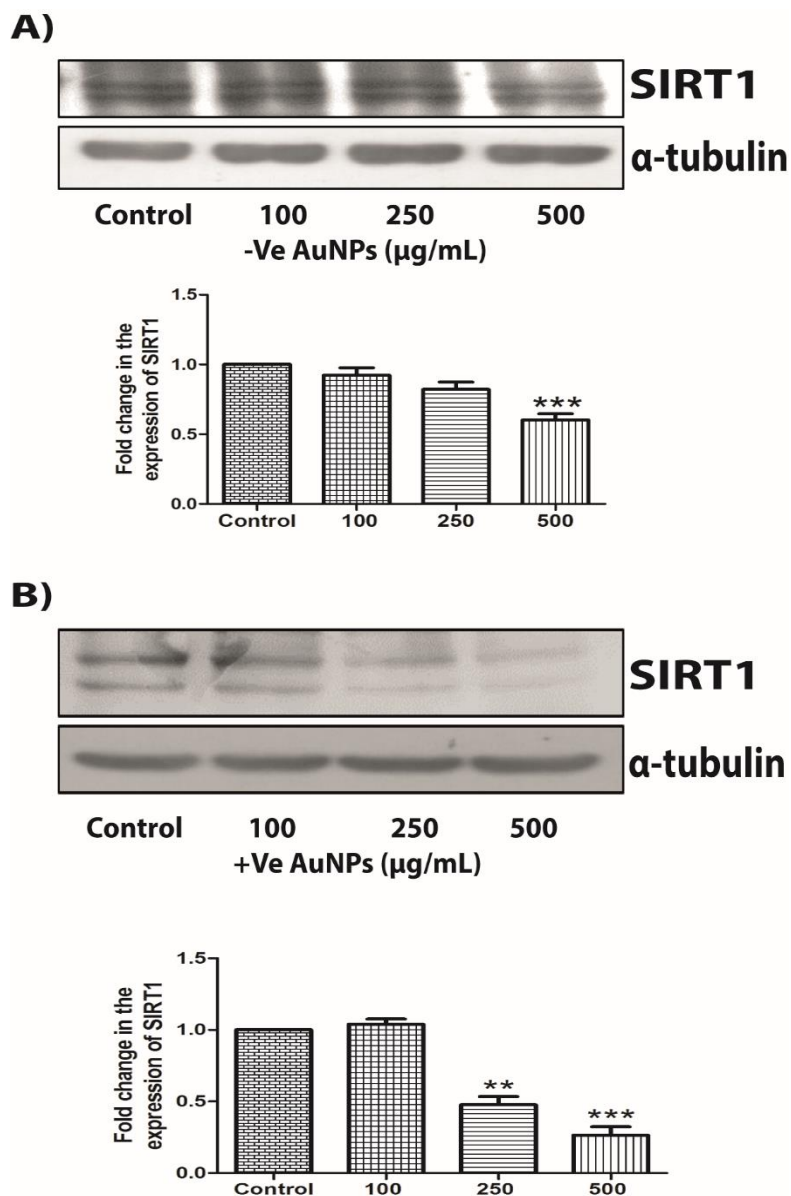 A)
SIRT1
α-tubulin
Control 100 250 500
-Ve AuNPs (µg/mL)
Fold change in the
expression of SIRT1
1.5
1.0
0.5
0.0
***
Control 100 250 500
B)
SIRT1
α-tubulin
Control 100 250 500
+Ve AuNPs (µg/mL)
Fold change in the
expression of SIRT1
1.5
1.0
0.5
0.0
**
***
Control 100 250 500